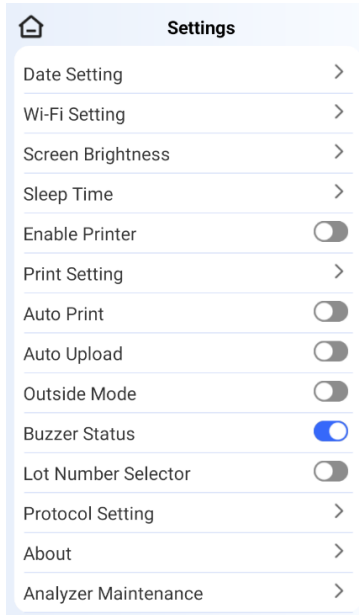 Settings
Date Setting
Wi-Fi Setting
Screen Brightness
Sleep Time
Enable Printer
Print Setting
Auto Print
Auto Upload
Outside Mode
Buzzer Status
Lot Number Selector
Protocol Setting
About
Analyzer Maintenance